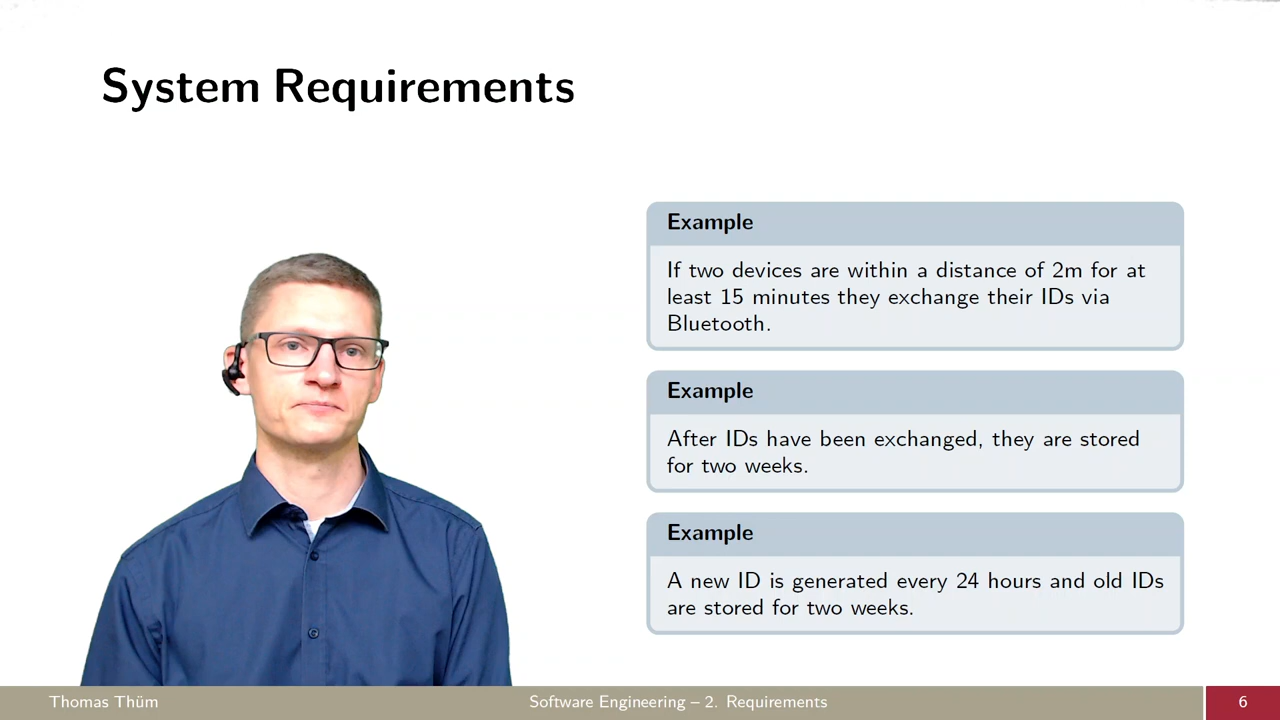 System Requirements
Example
If two devices are within a distance of 2m for at
least 15 minutes they exchange their IDs via
Bluetooth.
Example
After IDs have been exchanged, they are stored
for two weeks.
Example
A new ID is generated every 24 hours and old IDs
are stored for two weeks.
Thomas Thüm
Software Engineering – 2. Requirements
6